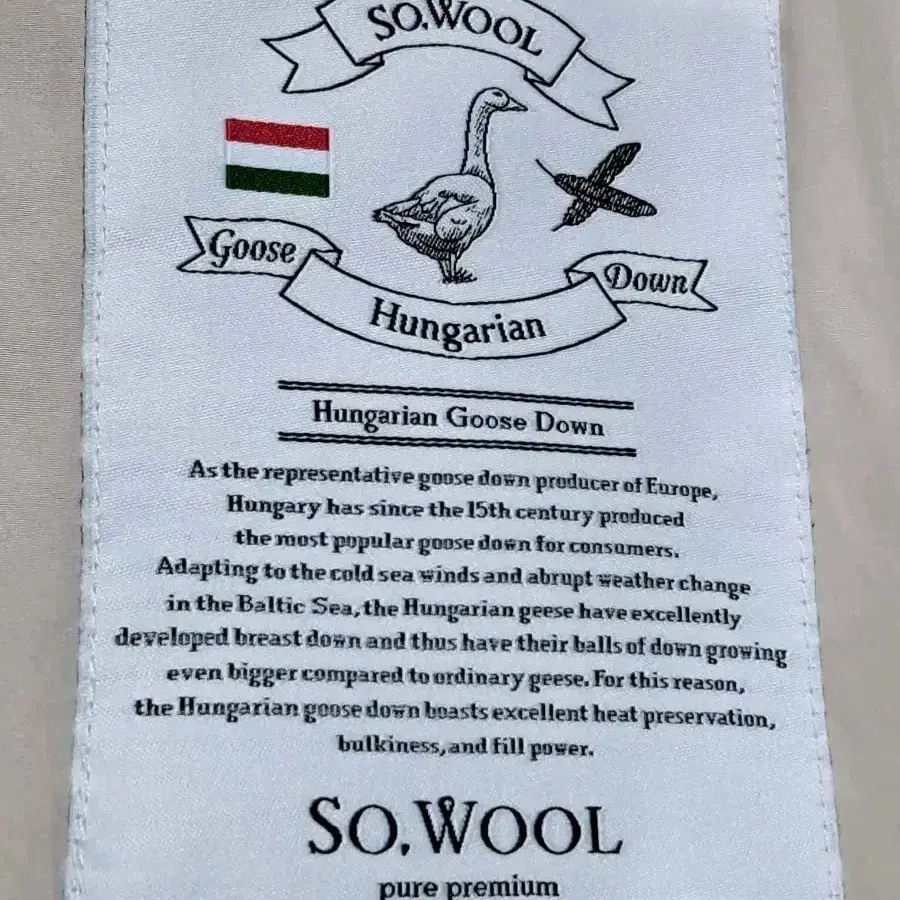 SO.WOOL
Goose
Down
Hungarian
Hungarian Goose Down
As the representative goose down producer of Europe,
Hungary has since the 15th century produced
the most popular goose down for consumers.
Adapting to the cold sea winds and abrupt weather change
in the Baltic Sea, the Hungarian geese have excellently
developed breast down and thus have their balls of down growing
even bigger compared to ordinary geese. For this reason,
the Hungarian goose down boasts excellent heat preservation,
bulkiness, and fill power.
SO.WOOL
pure premium